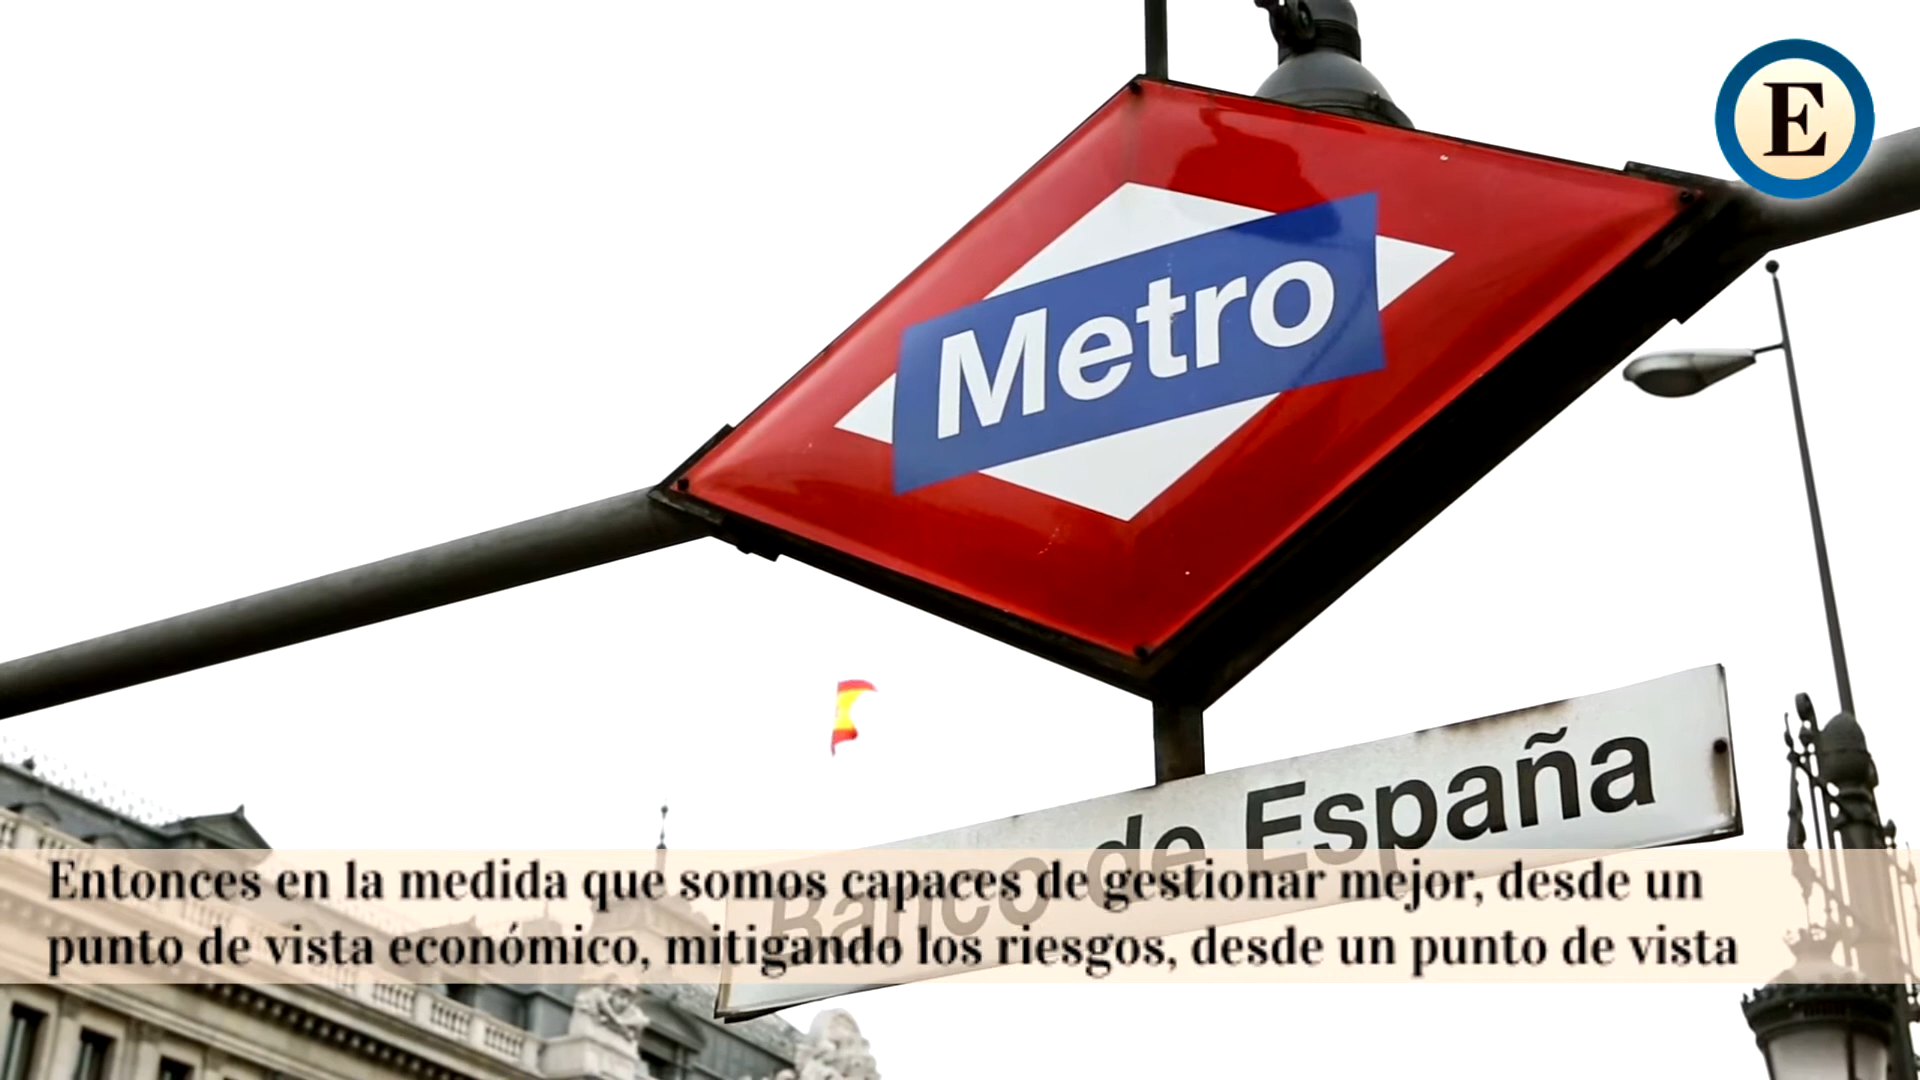 E
Metro
Banco de España
Entonces en la medida que somos capaces de gestionar mejor, desde un
punto de vista económico, mitigando los riesgos, desde un punto de vista